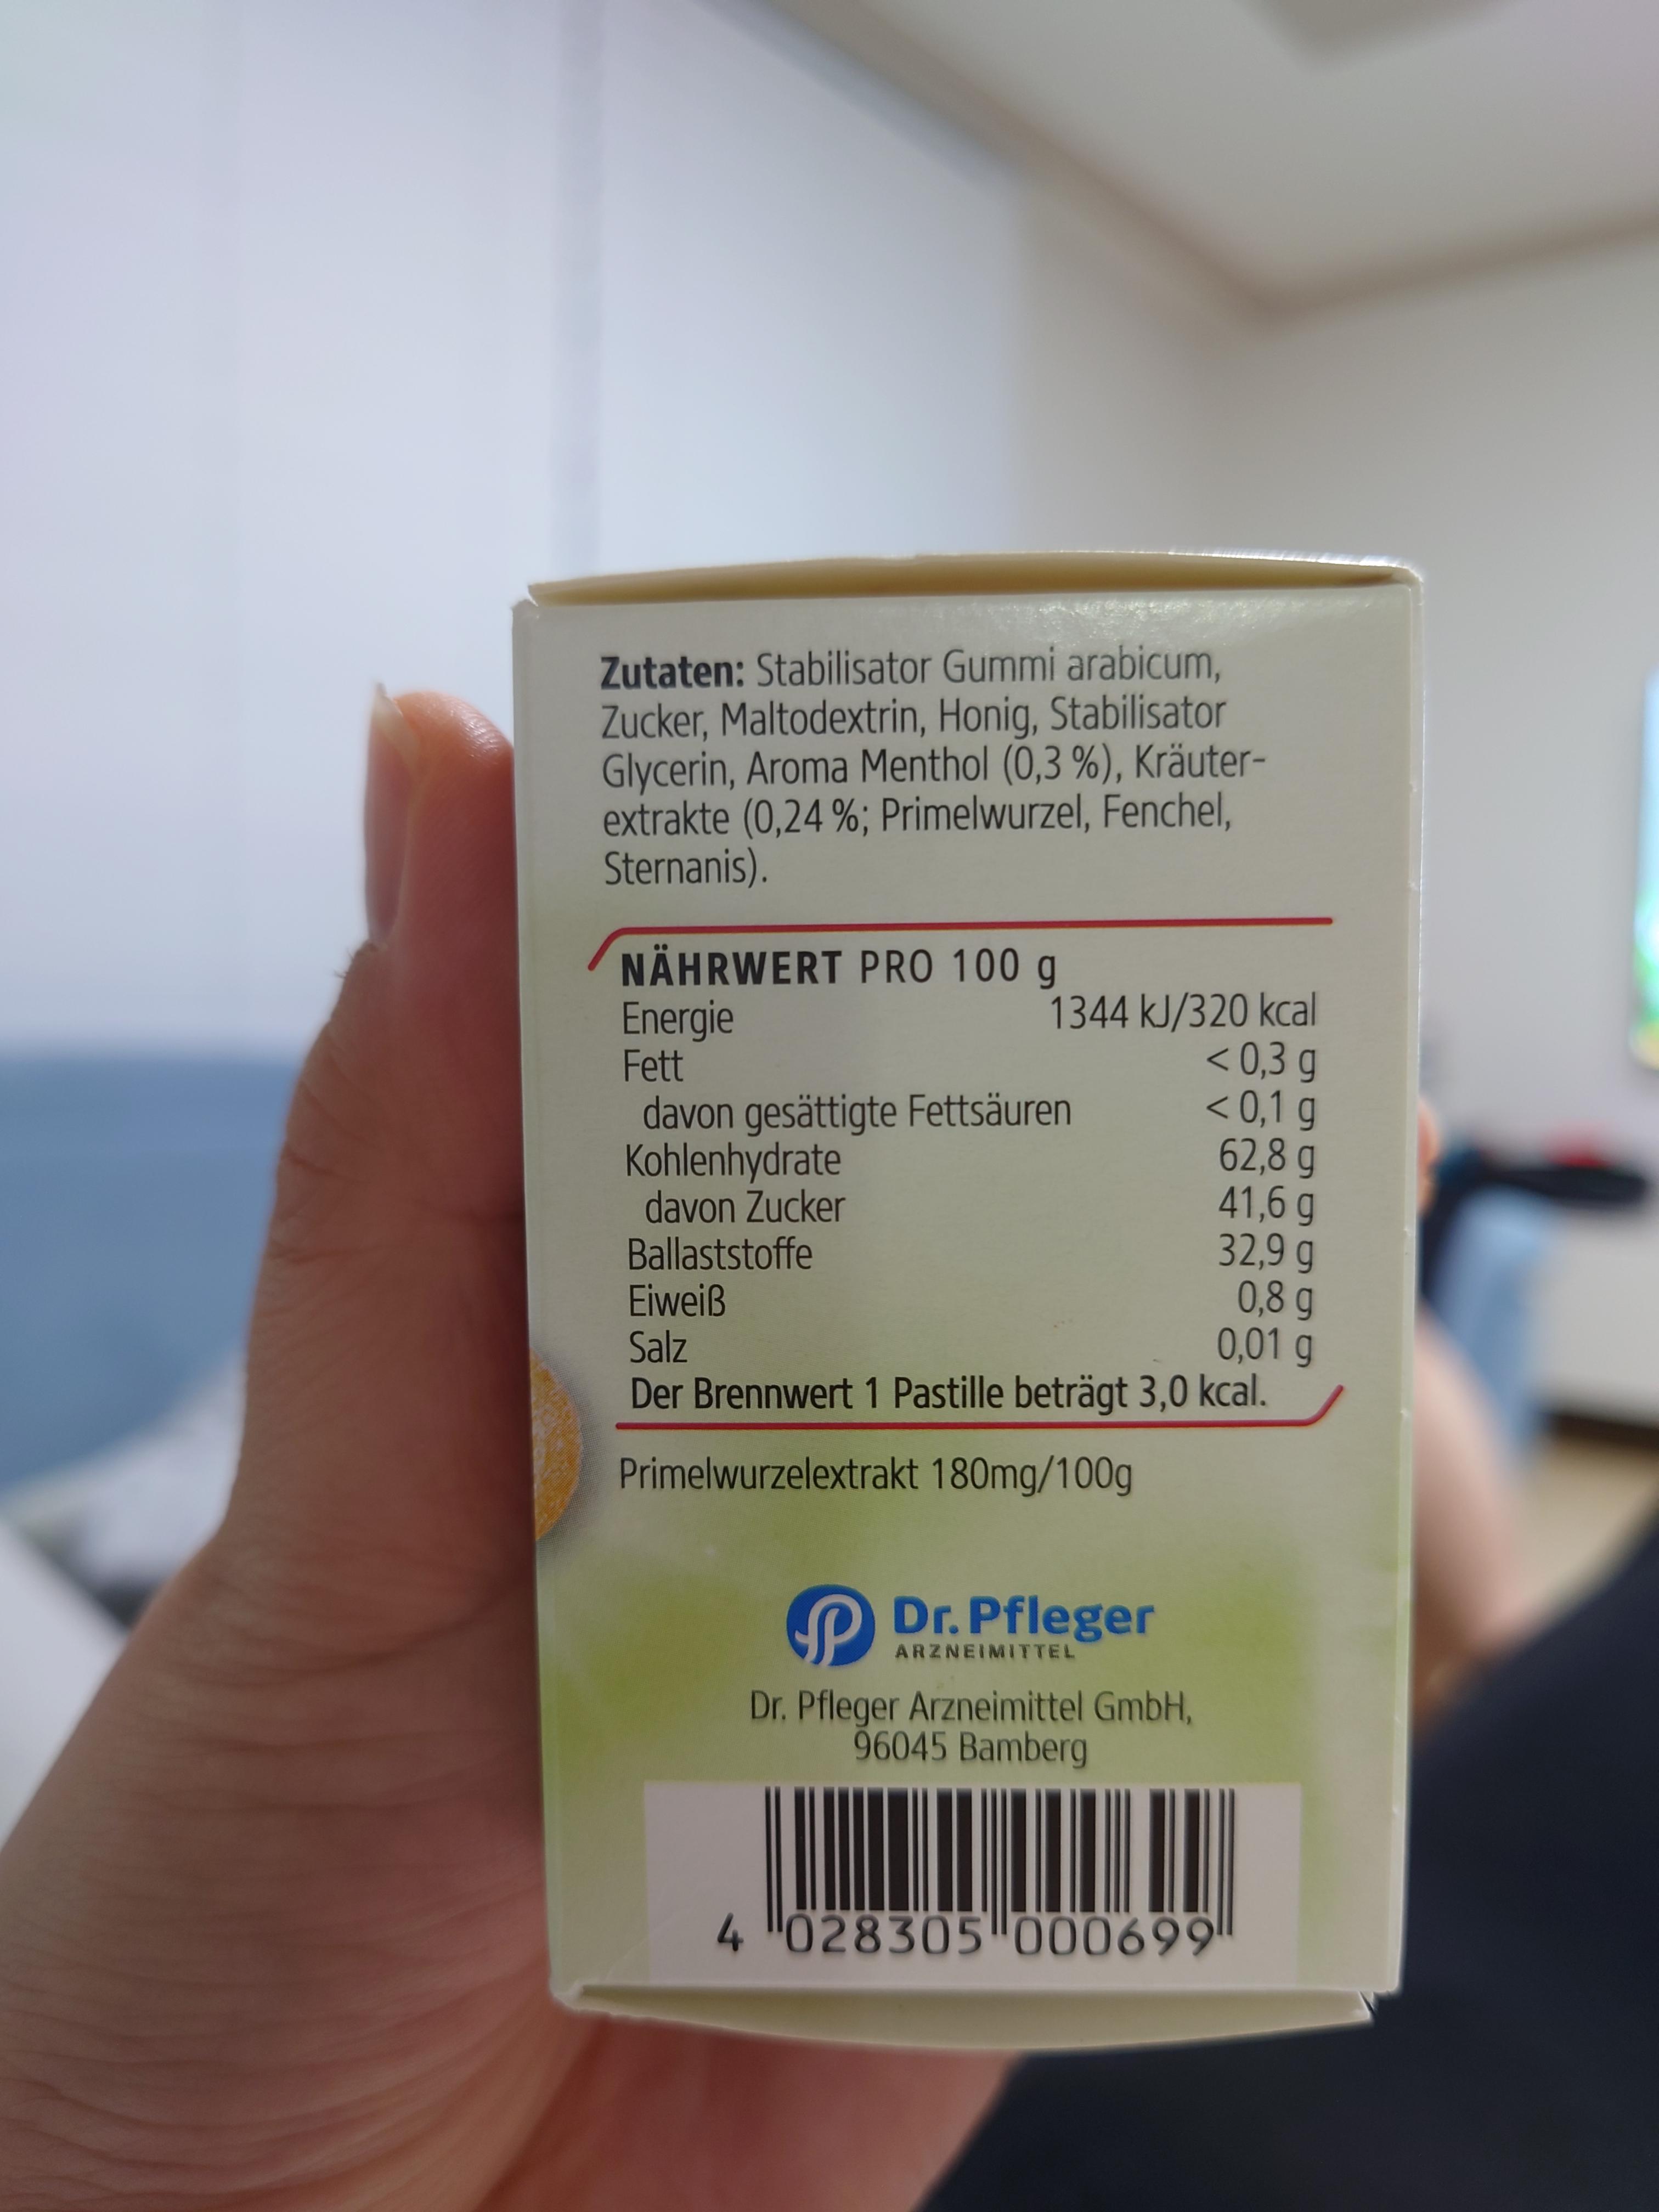 Zutaten: Stabilisator Gummi arabicum,
Zucker, Maltodextrin, Honig, Stabilisator
Glycerin, Aroma Menthol (0,3 %), Kräuter-
extrakte (0,24 %; Primelwurzel, Fenchel,
Sternanis).
NÄHRWERT PRO 100 g
Energie 1344 kJ/320 kcal
Fett < 0,3 g
davon gesättigte Fettsäuren < 0,1 g
Kohlenhydrate 62,8 g
davon Zucker 41,6 g
Ballaststoffe 32,9 g
Eiweiß 0,8 g
Salz 0,01 g
Der Brennwert 1 Pastille beträgt 3,0 kcal.
Primelwurzelextrakt 180mg/100g
Dr. Pfleger
ARZNEIMITTEL
Dr. Pfleger Arzneimittel GmbH,
96045 Bamberg
4 028305 000699